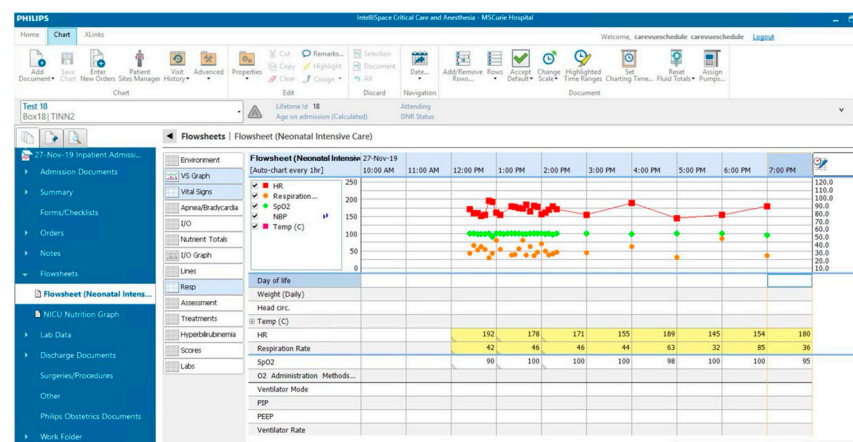 PHILIPS
IntelliSpace Critical Care and Anesthesia - MSCurie Hospital
Home Chart XLinks
Welcome, carevueschedule carevueschedule Logout
Add Document Save Chart Enter New Orders Patient Sites Manager Visit History Advanced Properties
Cut Remarks... Selection
Copy Highlight Document
Clear Cosign All
Data... Add/Remove Rows... Rows Accept Default Change Scale Highlighted Time Ranges Set Charting Time... Reset Fluid Totals Assign Pumps...
Chart Edit Discard Navigation Document
Test 18
Box18| TINN2
Lifetime Id 18
Age on admission (Calculated)
Attending
DNR Status
Flowsheets | Flowsheet (Neonatal Intensive Care)
27-Nov-19 Inpatient Admissi...
Admission Documents
Summary
Forms/Checklists
Orders
Notes
Flowsheets
Flowsheet (Neonatal Intens...
NICU Nutrition Graph
Lab Data
Discharge Documents
Surgeries/Procedures
Other
Philips Obstetrics Documents
Work Folder
Environment
VS Graph
Vital Signs
Apnea/Bradycardia
I/O
Nutrient Totals
I/O Graph
Lines
Resp
Assessment
Treatments
Hyperbilirubinemia
Scores
Labs
Flowsheet (Neonatal Intensiv 27-Nov-19
[Auto-chart every 1hr] 10:00 AM 11:00 AM 12:00 PM 1:00 PM 2:00 PM 3:00 PM 4:00 PM 5:00 PM 6:00 PM 7:00 PM
HR
Respiration...
SpO2
NBP
Temp (C)
250
200
150
100
50
0
120.0
110.0
100.0
90.0
80.0
70.0
60.0
50.0
40.0
30.0
20.0
10.0
Day of life
Weight (Daily)
Head circ.
Temp (C)
HR 192 178 171 155 189 145 154 180
Respiration Rate 42 46 46 44 63 32 85 36
SpO2 90 100 100 100 98 100 100 95
O2 Administration Methods...
Ventilator Mode
PIP
PEEP
Ventilator Rate